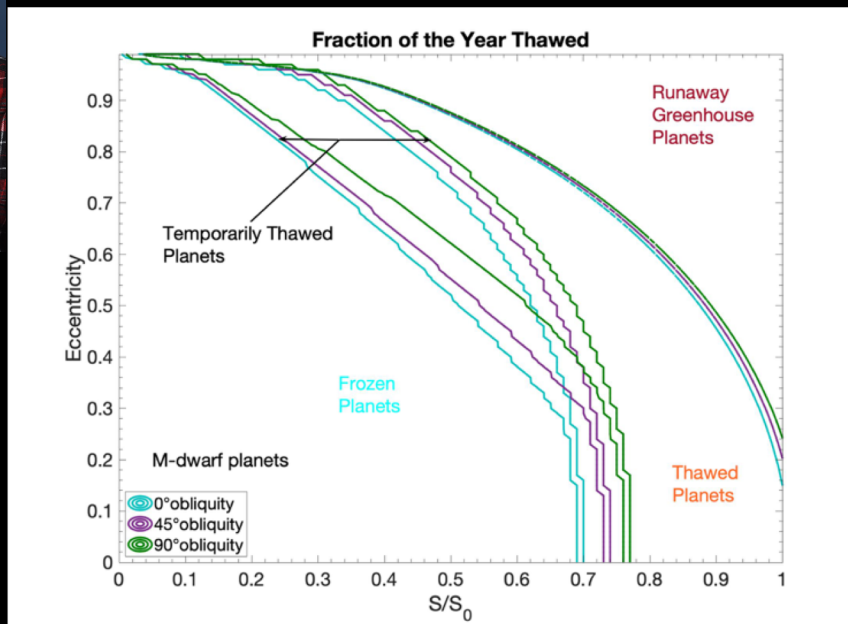 Fraction of the Year Thawed
Runaway
Greenhouse
Planets
Temporarily Thawed
Planets
Frozen
Planets
M-dwarf planets
Thawed
Planets
0°obliquity
45°obliquity
90°obliquity
Eccentricity
0.9
0.8
0.7
0.6
0.5
0.4
0.3
0.2
0.1
0
0 0.1 0.2 0.3 0.4 0.5 0.6 0.7 0.8 0.9 1
S/S0